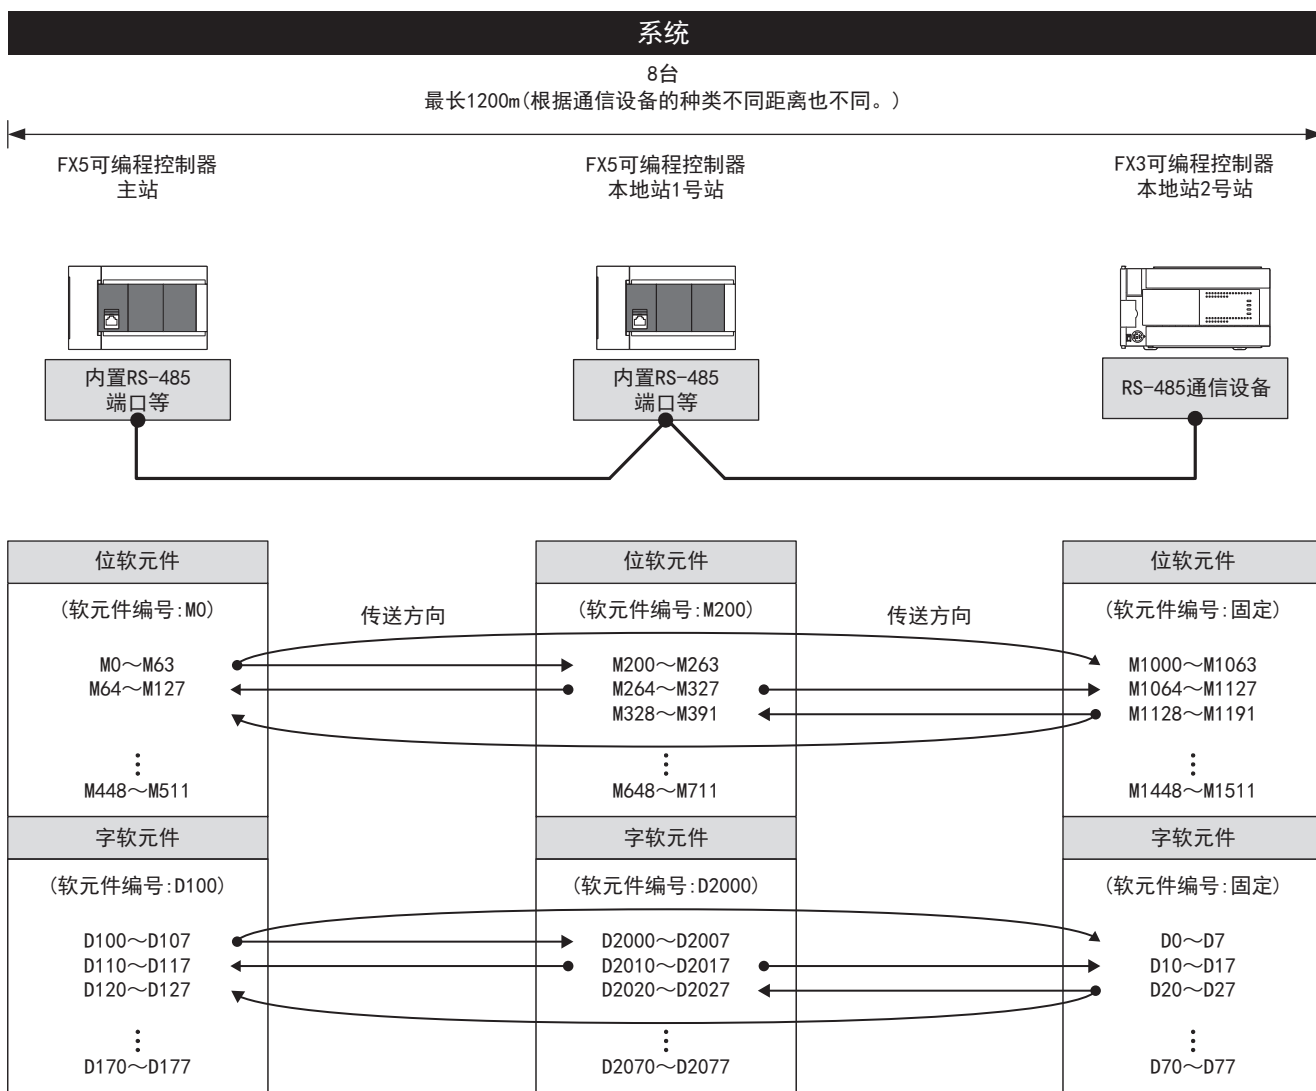 系统
8台
最长1200m(根据通信设备的种类不同距离也不同。)
FX5可编程控制器
主站
FX5可编程控制器
本地站1号站
FX3可编程控制器
本地站2号站
内置RS-485
端口等
内置RS-485
端口等
RS-485通信设备
位软元件
(软元件编号:M0)
M0～M63
M64～M127
M448～M511
传送方向
位软元件
(软元件编号:M200)
M200～M263
M264～M327
M328～M391
M648～M711
传送方向
位软元件
(软元件编号:固定)
M1000～M1063
M1064～M1127
M1128～M1191
M1448～M1511
字软元件
(软元件编号:D100)
D100～D107
D110～D117
D120～D127
D170～D177
字软元件
(软元件编号:D2000)
D2000～D2007
D2010～D2017
D2020～D2027
D2070～D2077
字软元件
(软元件编号:固定)
D0～D7
D10～D17
D20～D27
D70～D77